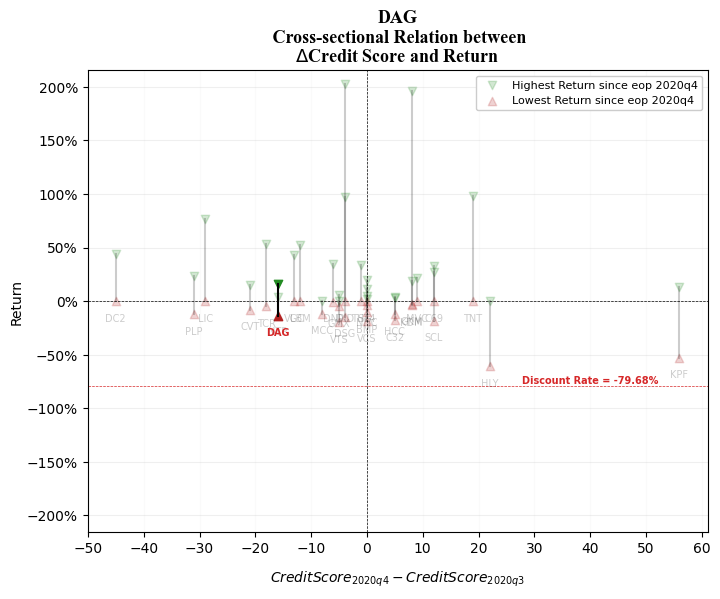 DAG
Cross-sectional Relation between
ΔCredit Score and Return
Highest Return since eop 2020q4
Lowest Return since eop 2020q4
200%
150%
100%
50%
0%
−50%
−100%
−150%
−200%
Return
DC2
PLP
LIC
CVT
TCR
DAG
MCC
DSG
VTS
VCS
HCC
C32
SCL
TNT
HLY
KPF
Discount Rate = -79.68%
−50
−40
−30
−20
−10
0
10
20
30
40
50
60
CreditScore2020q4 − CreditScore2020q3